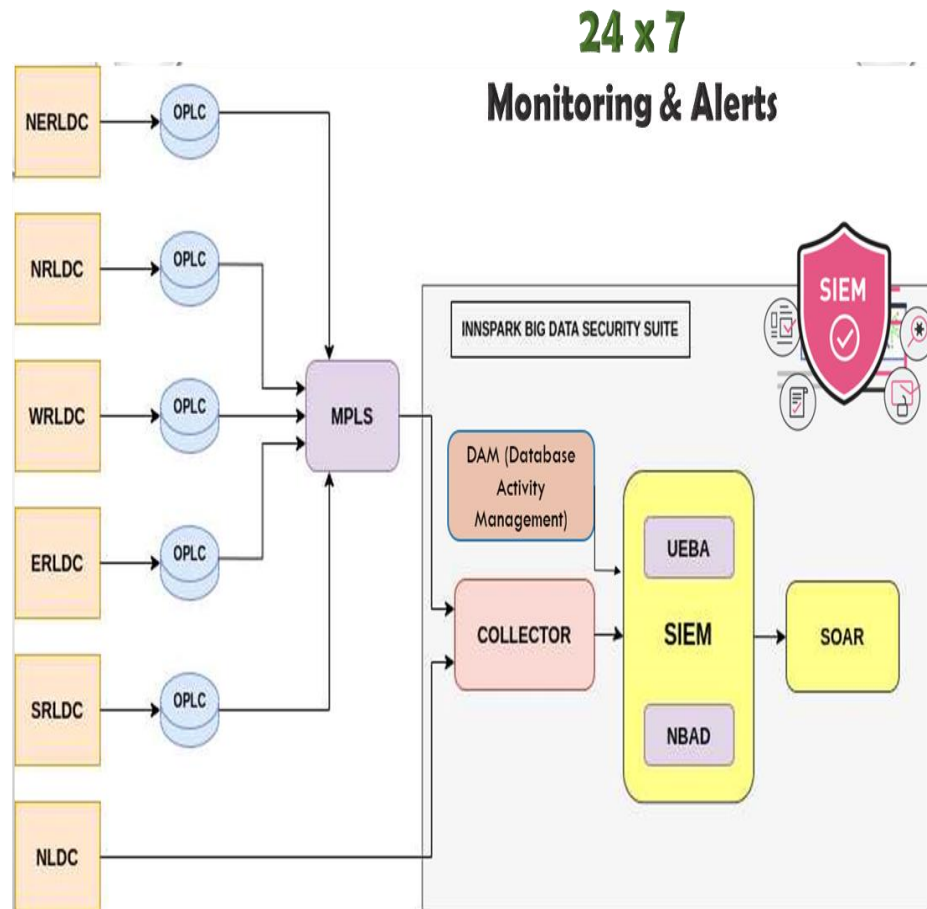 24 x 7
Monitoring & Alerts
NERLDC
OPLC
NRLDC
OPLC
WRLDC
OPLC
ERLDC
OPLC
SRLDC
OPLC
NLDC
MPLS
INNSPARK BIG DATA SECURITY SUITE
SIEM
DAM (Database
Activity
Management)
COLLECTOR
UEBA
SIEM
NBAD
SOAR